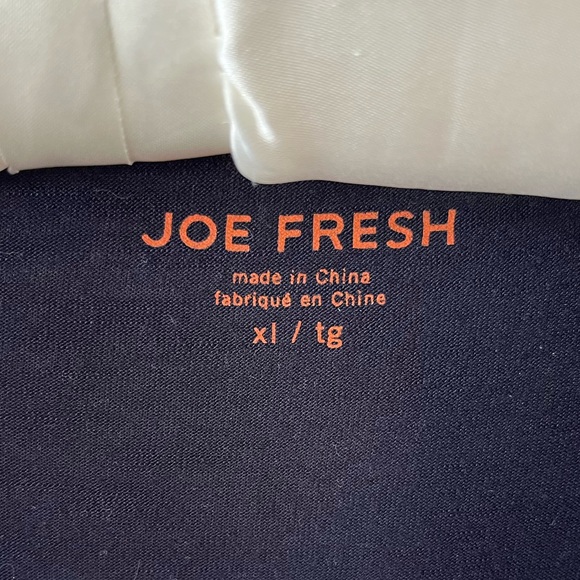 JOE FRESH
made in China
fabriqué en Chine
xl / tg